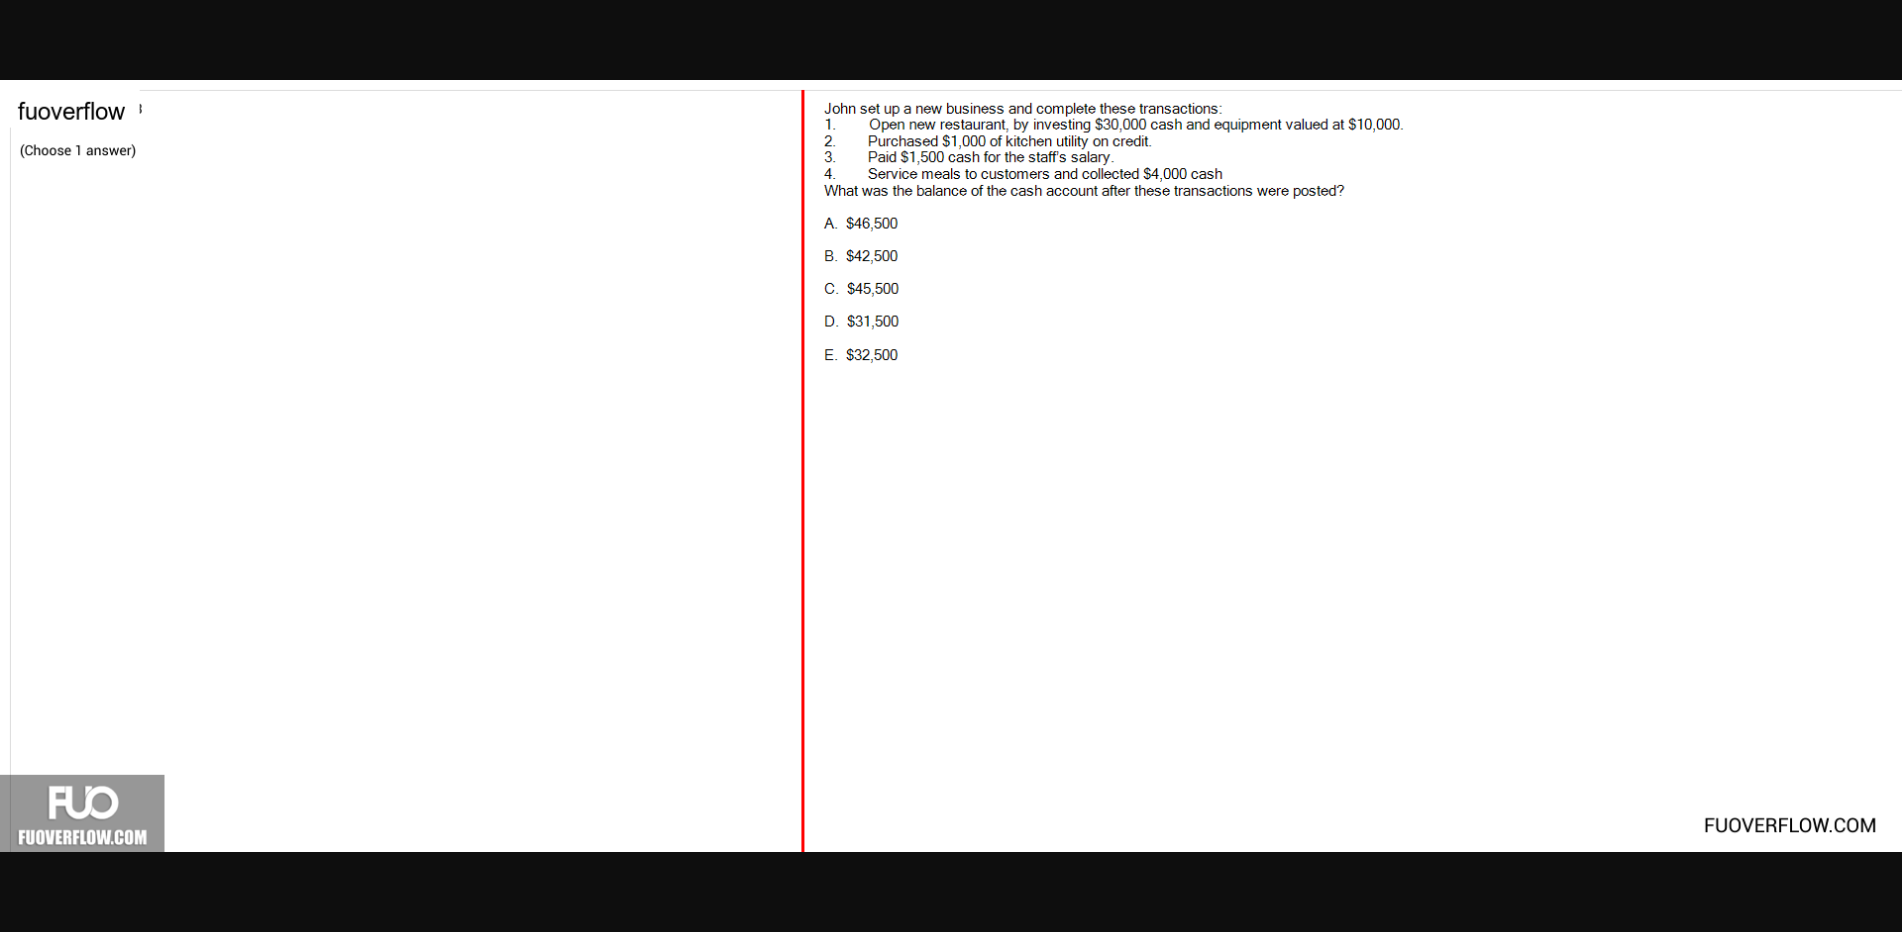 fuoverflow
(Choose 1 answer)
John set up a new business and complete these transactions:
1. Open new restaurant, by investing $30,000 cash and equipment valued at $10,000.
2. Purchased $1,000 of kitchen utility on credit.
3. Paid $1,500 cash for the staff's salary.
4. Service meals to customers and collected $4,000 cash
What was the balance of the cash account after these transactions were posted?
A. $46,500
B. $42,500
C. $45,500
D. $31,500
E. $32,500
FUO
FUOVERFLOW.COM
FUOVERFLOW.COM